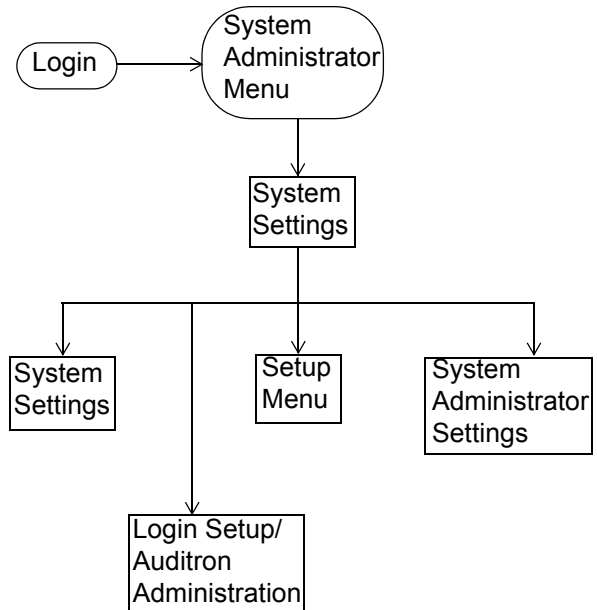 Login
System
Administrator
Menu
System
Settings
System
Settings
Setup
Menu
System
Administrator
Settings
Login Setup/
Auditron
Administration